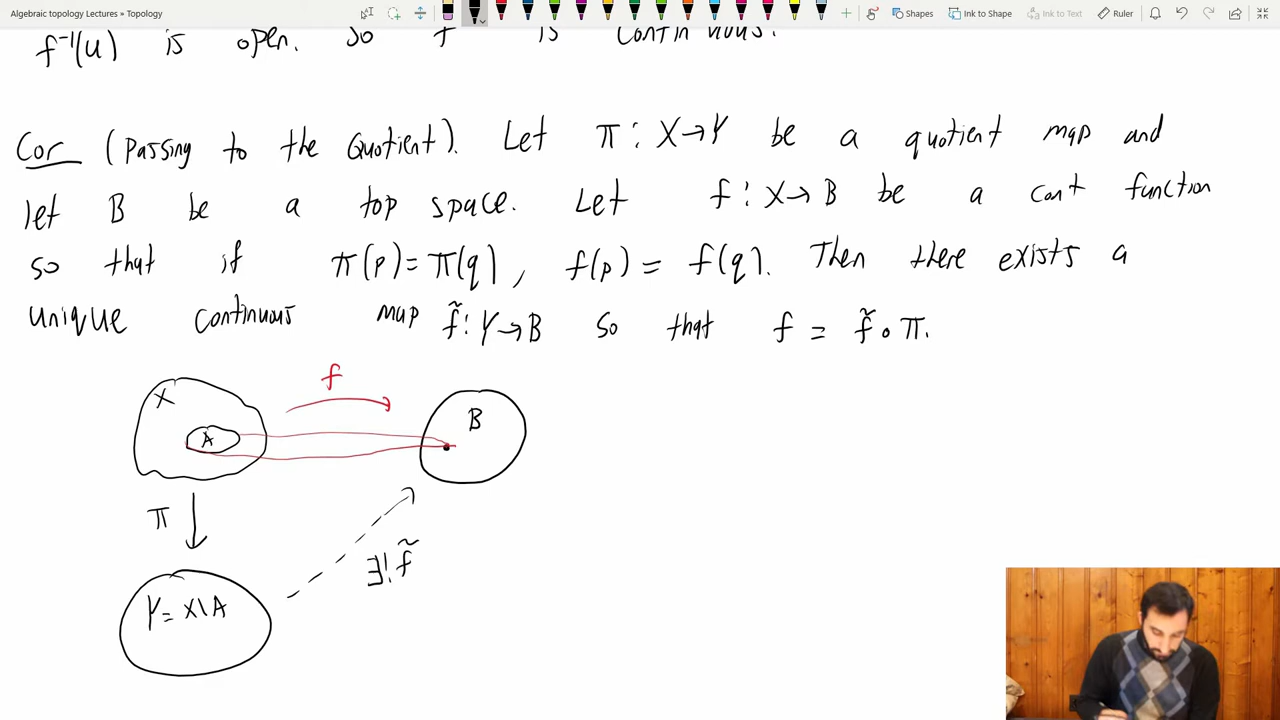 Algebraic topology Lectures » Topology
Shapes Ink to Shape Ink to Text Ruler
f⁻¹(u) is open. So f is continuous.
Cor (Passing to the Quotient). Let π : X→Y be a quotient map and
let B be a top space. Let f : X→B be a cont function
so that if π(p)=π(q), f(p) = f(q). Then there exists a
unique continuous map f̃ : Y→B so that f = f̃ ∘ π.
f
X
A
B
π
∃! f̃
Y = X\A